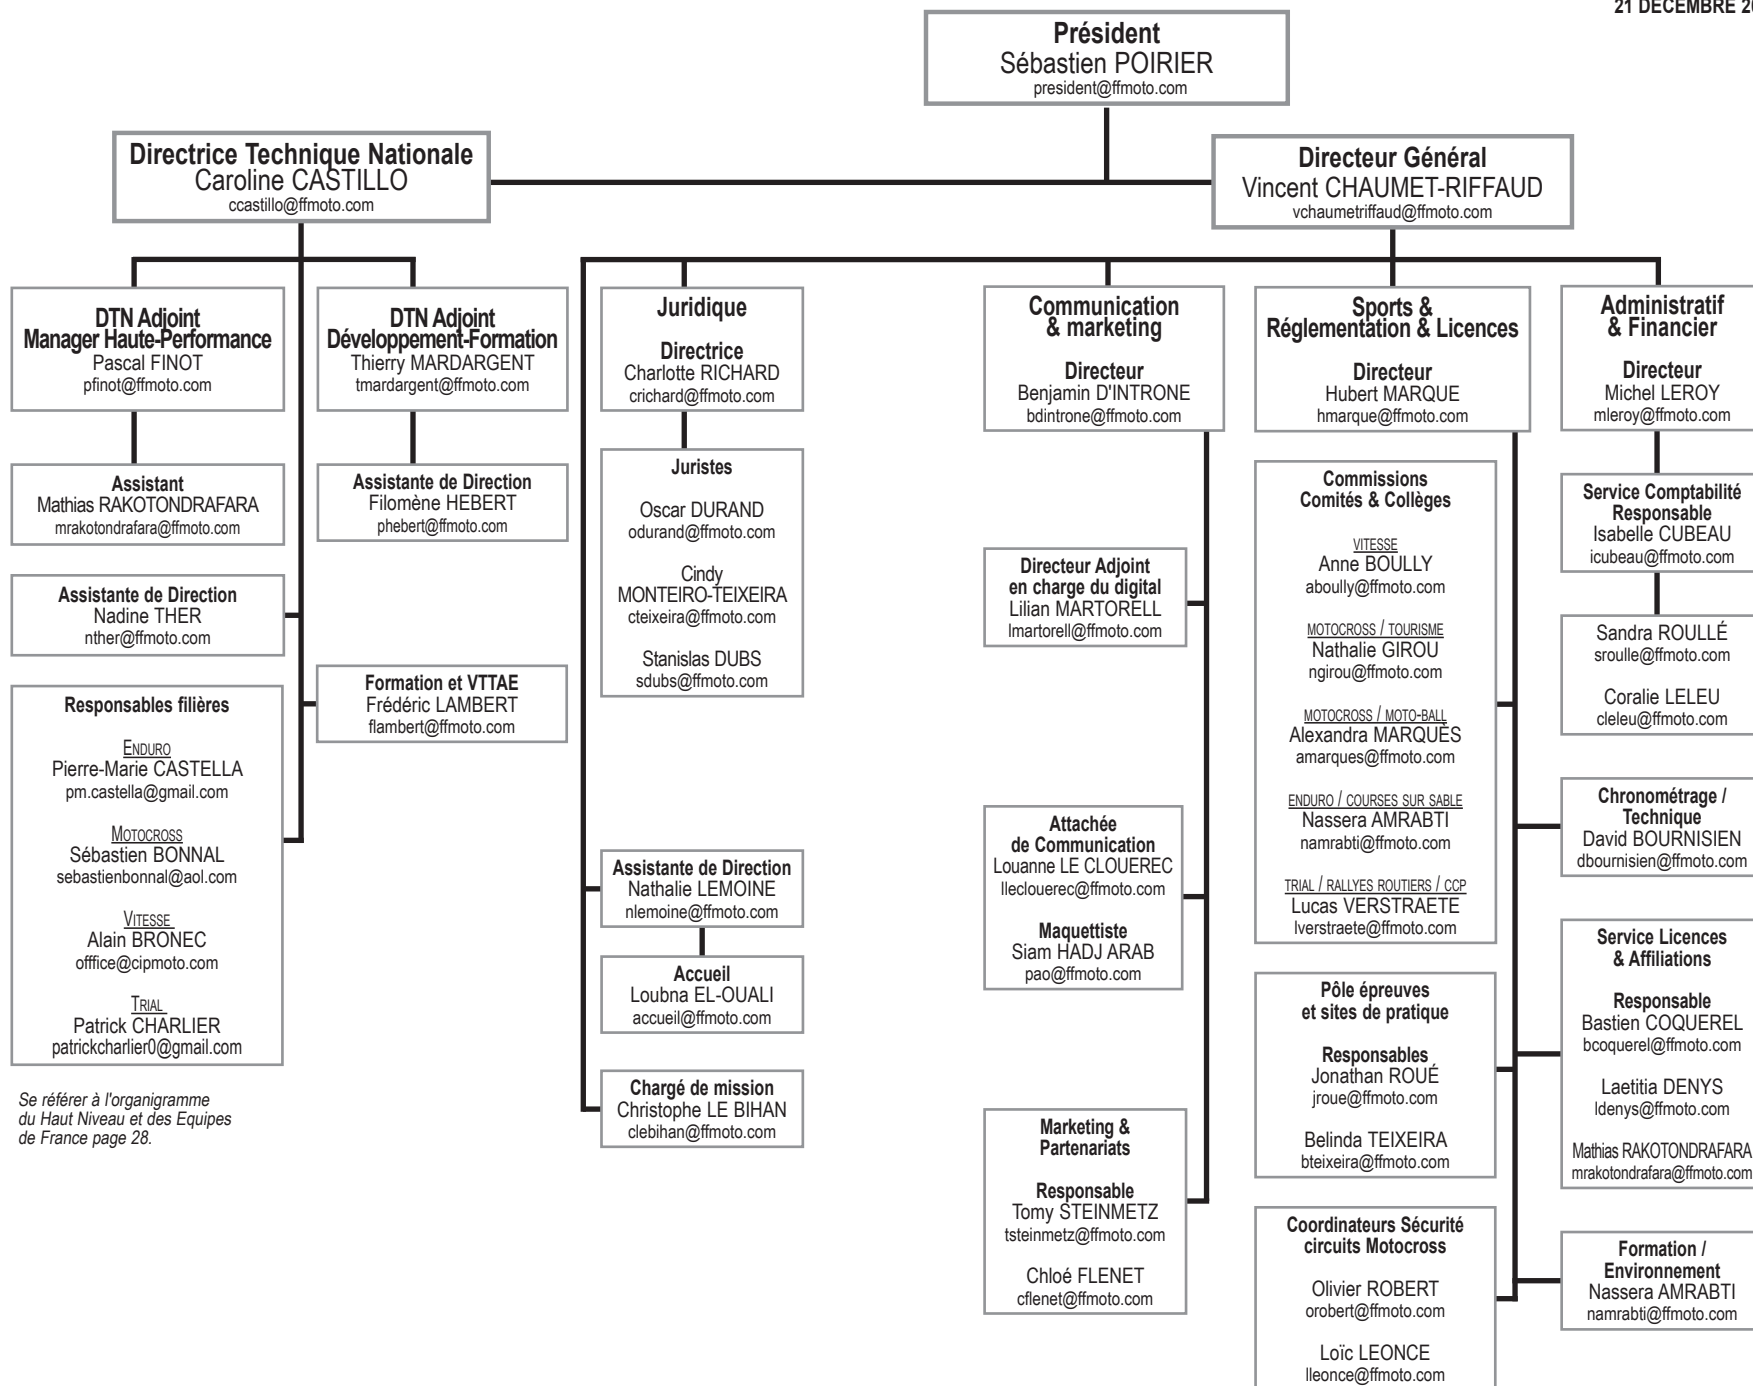 21 DÉCEMBRE
Président
Sébastien POIRIER
president@ffmoto.com
Directrice Technique Nationale
Caroline CASTILLO
ccastillo@ffmoto.com
Directeur Général
Vincent CHAUMET-RIFFAUD
vchaumetriffaud@ffmoto.com
DTN Adjoint
Manager Haute-Performance
Pascal FINOT
pfinot@ffmoto.com
Assistant
Mathias RAKOTONDRAFARA
mrakotondrafara@ffmoto.com
Assistante de Direction
Nadine THER
nther@ffmoto.com
Responsables filières
ENDURO
Pierre-Marie CASTELLA
pm.castella@gmail.com
MOTOCROSS
Sébastien BONNAL
sebastienbonnal@aol.com
VITESSE
Alain BRONEC
offfice@cipmoto.com
TRIAL
Patrick CHARLIER
patrickcharlier0@gmail.com
Se référer à l'organigramme
du Haut Niveau et des Equipes
de France page 28.
DTN Adjoint
Développement-Formation
Thierry MARDARGENT
tmardargent@ffmoto.com
Assistante de Direction
Filomène HEBERT
phebert@ffmoto.com
Formation et VTTAE
Frédéric LAMBERT
flambert@ffmoto.com
Juridique
Directrice
Charlotte RICHARD
crichard@ffmoto.com
Juristes
Oscar DURAND
odurand@ffmoto.com
Cindy
MONTEIRO-TEIXEIRA
cteixeira@ffmoto.com
Stanislas DUBS
sdubs@ffmoto.com
Assistante de Direction
Nathalie LEMOINE
nlemoine@ffmoto.com
Accueil
Loubna EL-OUALI
accueil@ffmoto.com
Chargé de mission
Christophe LE BIHAN
clebihan@ffmoto.com
Communication
& marketing
Directeur
Benjamin D'INTRONE
bdintrone@ffmoto.com
Directeur Adjoint
en charge du digital
Lilian MARTORELL
lmartorell@ffmoto.com
Attachée
de Communication
Louanne LE CLOUEREC
lleclouerec@ffmoto.com
Maquettiste
Siam HADJ ARAB
pao@ffmoto.com
Marketing &
Partenariats
Responsable
Tomy STEINMETZ
tsteinmetz@ffmoto.com
Chloé FLENET
cflenet@ffmoto.com
Sports &
Réglementation & Licences
Directeur
Hubert MARQUE
hmarque@ffmoto.com
Commissions
Comités & Collèges
VITESSE
Anne BOULLY
aboully@ffmoto.com
MOTOCROSS / TOURISME
Nathalie GIROU
ngirou@ffmoto.com
MOTOCROSS / MOTO-BALL
Alexandra MARQUÈS
amarques@ffmoto.com
ENDURO / COURSES SUR SABLE
Nassera AMRABTI
namrabti@ffmoto.com
TRIAL / RALLYES ROUTIERS / CCP
Lucas VERSTRAETE
lverstraete@ffmoto.com
Pôle épreuves
et sites de pratique
Responsables
Jonathan ROUÉ
jroue@ffmoto.com
Belinda TEIXEIRA
bteixeira@ffmoto.com
Coordinateurs Sécurité
circuits Motocross
Olivier ROBERT
orobert@ffmoto.com
Loïc LEONCE
lleonce@ffmoto.com
Administratif
& Financier
Directeur
Michel LEROY
mleroy@ffmoto.com
Service Comptabilité
Responsable
Isabelle CUBEAU
icubeau@ffmoto.com
Sandra ROULLÉ
sroulle@ffmoto.com
Coralie LELEU
cleleu@ffmoto.com
Chronométrage /
Technique
David BOURNISIEN
dbournisien@ffmoto.com
Service Licences
& Affiliations
Responsable
Bastien COQUEREL
bcoquerel@ffmoto.com
Laetitia DENYS
ldenys@ffmoto.com
Mathias RAKOTONDRAFARA
mrakotondrafara@ffmoto.com
Formation /
Environnement
Nassera AMRABTI
namrabti@ffmoto.com